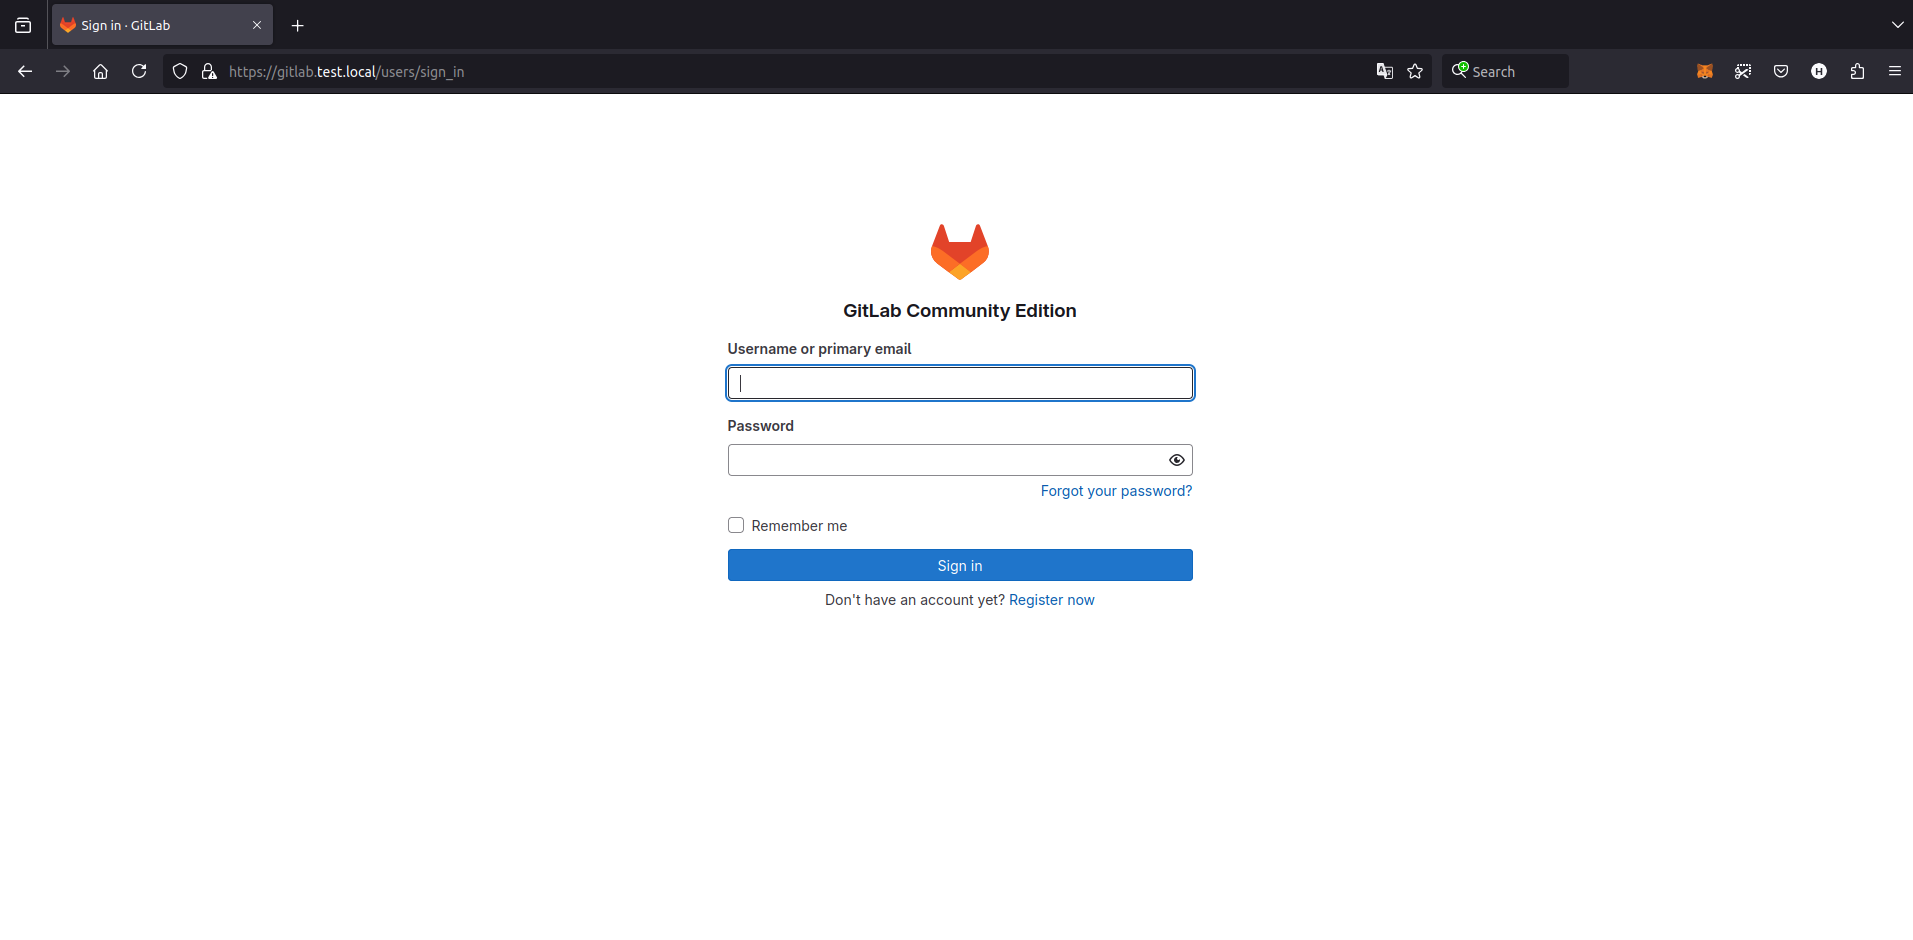 Sign in · GitLab
https://gitlab.test.local/users/sign_in
Search
H
GitLab Community Edition
Username or primary email
Password
Forgot your password?
Remember me
Sign in
Don't have an account yet? Register now